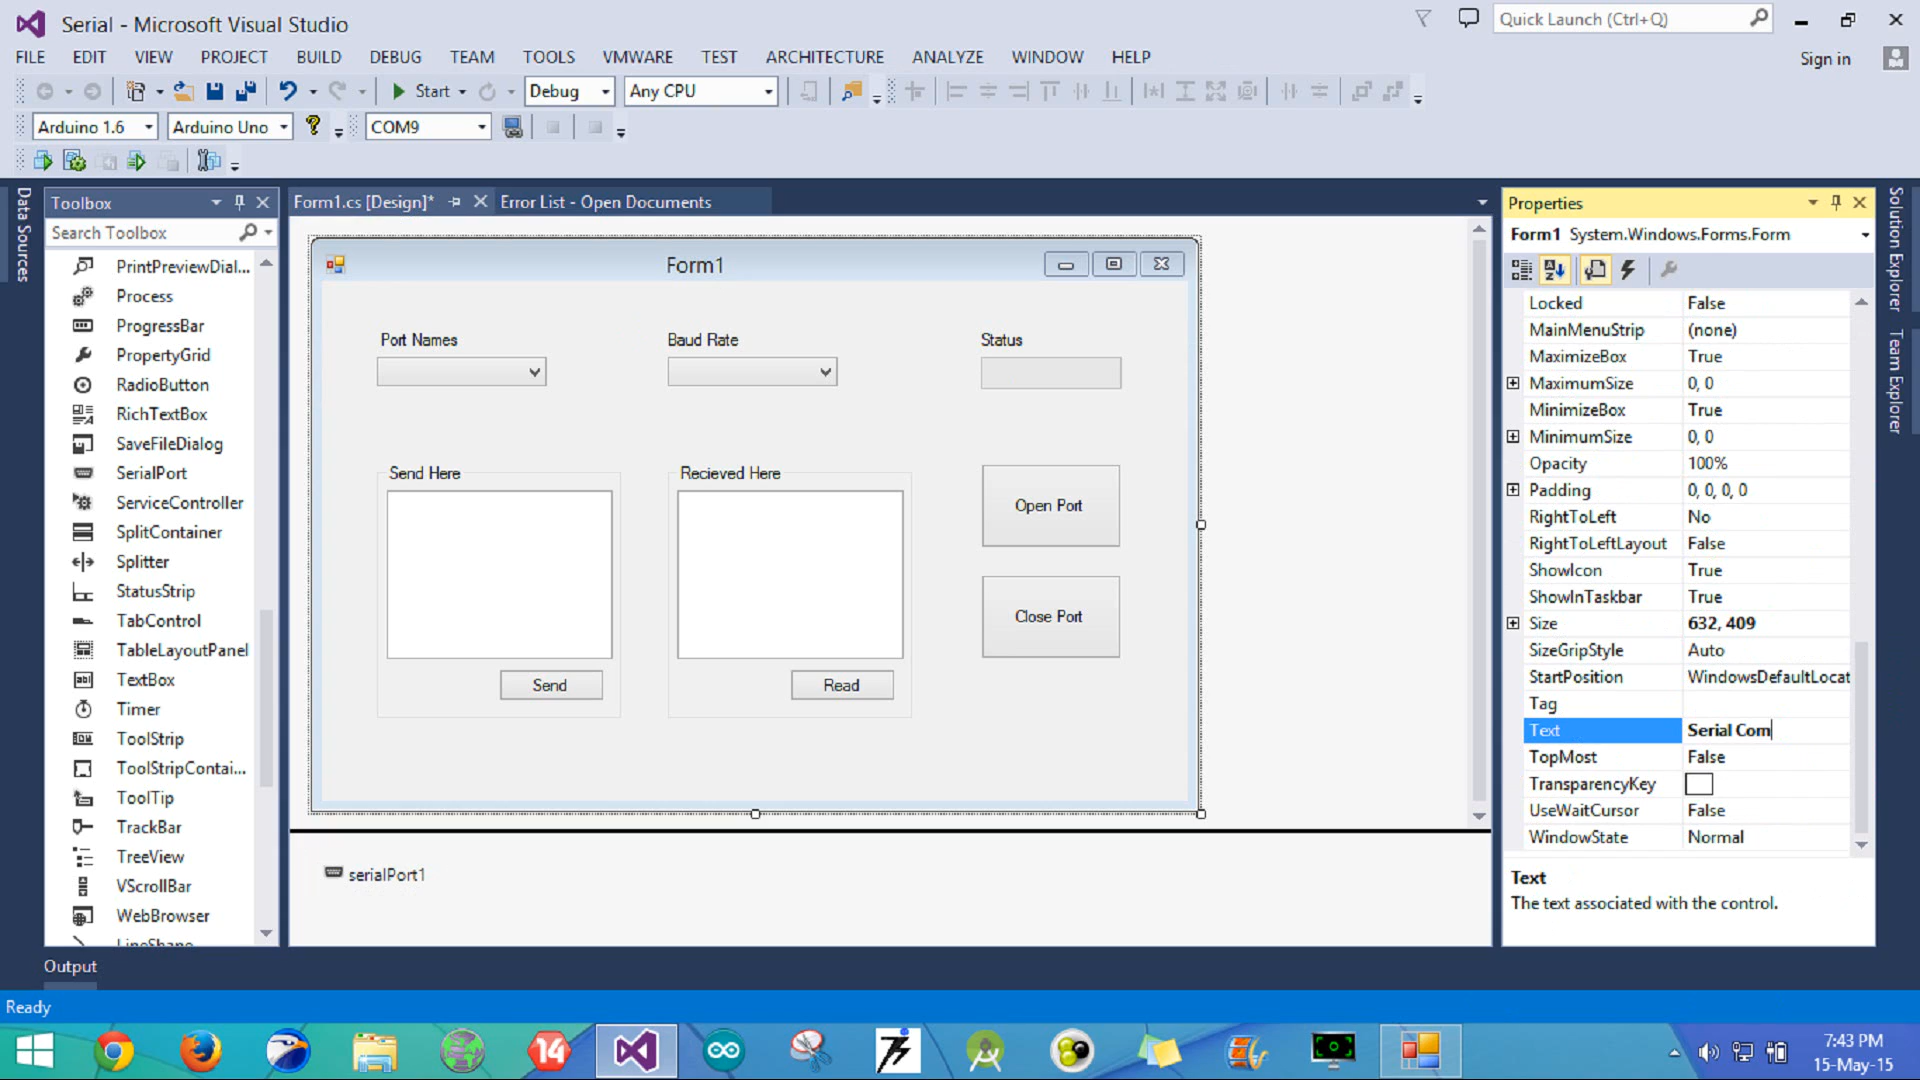 Serial - Microsoft Visual Studio
Quick Launch (Ctrl+Q)
FILE EDIT VIEW PROJECT BUILD DEBUG TEAM TOOLS VMWARE TEST ARCHITECTURE ANALYZE WINDOW HELP
Sign in
Start Debug Any CPU
Arduino 1.6 Arduino Uno COM9
Data Sources
Toolbox
Search Toolbox
PrintPreviewDial...
Process
ProgressBar
PropertyGrid
RadioButton
RichTextBox
SaveFileDialog
SerialPort
ServiceController
SplitContainer
Splitter
StatusStrip
TabControl
TableLayoutPanel
TextBox
Timer
ToolStrip
ToolStripContai...
ToolTip
TrackBar
TreeView
VScrollBar
WebBrowser
LineShape
Form1.cs [Design]* Error List - Open Documents
Form1
Port Names Baud Rate Status
Send Here Recieved Here
Open Port
Close Port
Send Read
serialPort1
Properties
Form1 System.Windows.Forms.Form
Locked False
MainMenuStrip (none)
MaximizeBox True
MaximumSize 0, 0
MinimizeBox True
MinimumSize 0, 0
Opacity 100%
Padding 0, 0, 0, 0
RightToLeft No
RightToLeftLayout False
ShowIcon True
ShowInTaskbar True
Size 632, 409
SizeGripStyle Auto
StartPosition WindowsDefaultLocat
Tag
Text Serial Com
TopMost False
TransparencyKey
UseWaitCursor False
WindowState Normal
Text
The text associated with the control.
Solution Explorer
Team Explorer
Output
Ready
14
7:43 PM
15-May-15